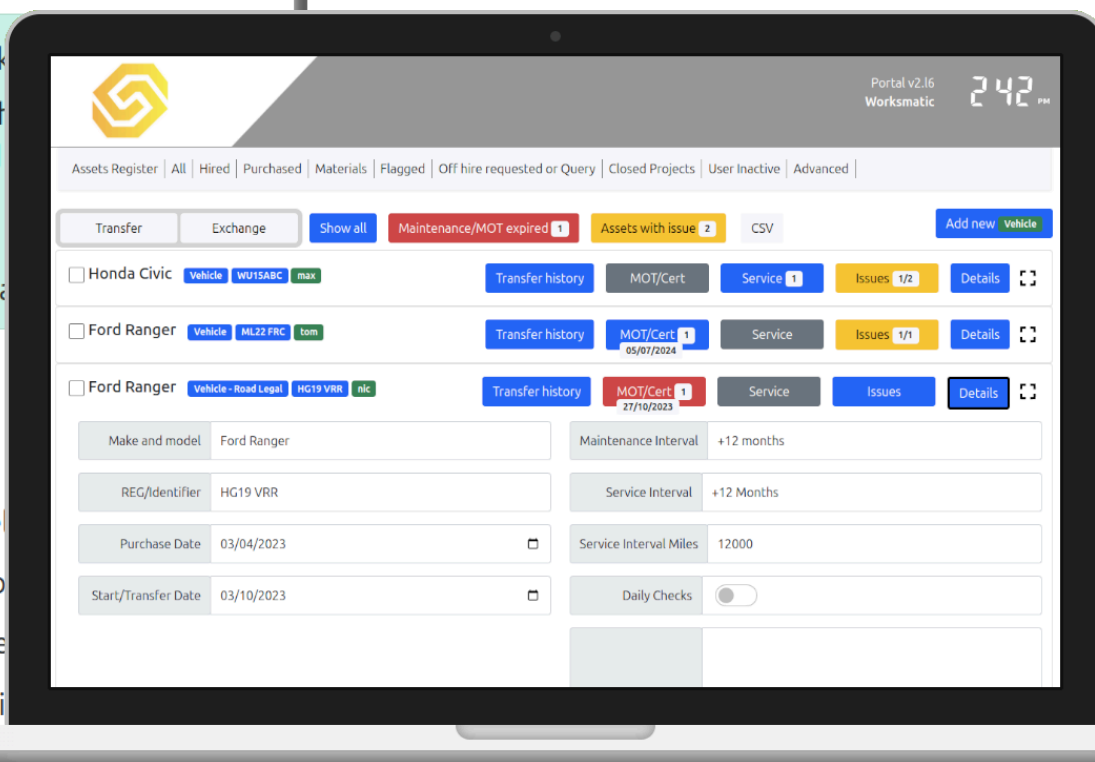 Portal v2.l6
Worksmatic
2 42 PM
Assets Register | All | Hired | Purchased | Materials | Flagged | Off hire requested or Query | Closed Projects | User Inactive | Advanced |
Transfer Exchange Show all Maintenance/MOT expired 1 Assets with issue 2 CSV Add new Vehicle
Honda Civic Vehicle WU15ABC max Transfer history MOT/Cert Service 1 Issues 1/2 Details
Ford Ranger Vehicle ML22 FRC tom Transfer history MOT/Cert 1 Service Issues 1/1 Details
05/07/2024
Ford Ranger Vehicle - Road Legal HG19 VRR nic Transfer history MOT/Cert 1 Service Issues Details
27/10/2023
Make and model Ford Ranger Maintenance Interval +12 months
REG/Identifier HG19 VRR Service Interval +12 Months
Purchase Date 03/04/2023 Service Interval Miles 12000
Start/Transfer Date 03/10/2023 Daily Checks